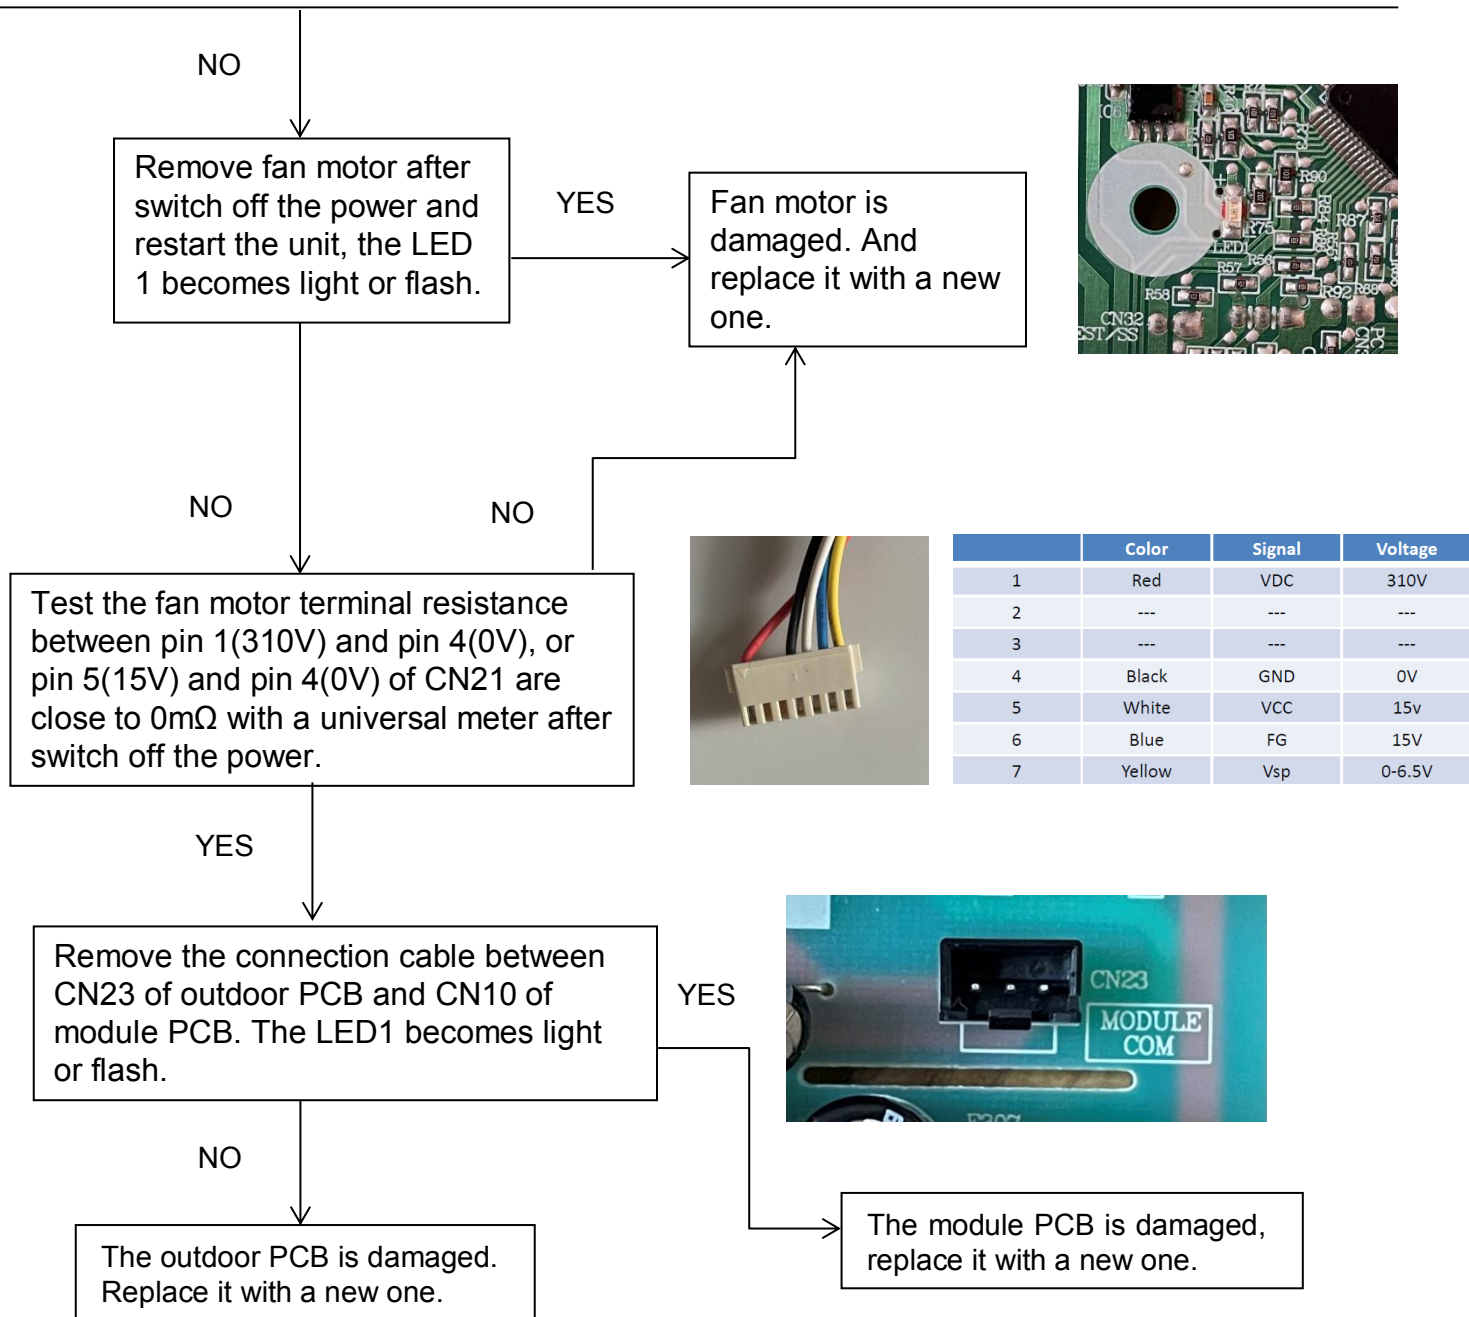 NO
Remove fan motor after
switch off the power and
restart the unit, the LED
1 becomes light or flash.
YES
Fan motor is
damaged. And
replace it with a new
one.
R90
R84
R87
R75
LED1
R56
R57
R58
R92
R88
CN32
EST/SS
NO
NO
Test the fan motor terminal resistance
between pin 1(310V) and pin 4(0V), or
pin 5(15V) and pin 4(0V) of CN21 are
close to 0mΩ with a universal meter after
switch off the power.
Color Signal Voltage
1 Red VDC 310V
2 --- --- ---
3 --- --- ---
4 Black GND 0V
5 White VCC 15v
6 Blue FG 15V
7 Yellow Vsp 0-6.5V
YES
Remove the connection cable between
CN23 of outdoor PCB and CN10 of
module PCB. The LED1 becomes light
or flash.
YES
CN23
MODULE
COM
NO
The outdoor PCB is damaged.
Replace it with a new one.
The module PCB is damaged,
replace it with a new one.